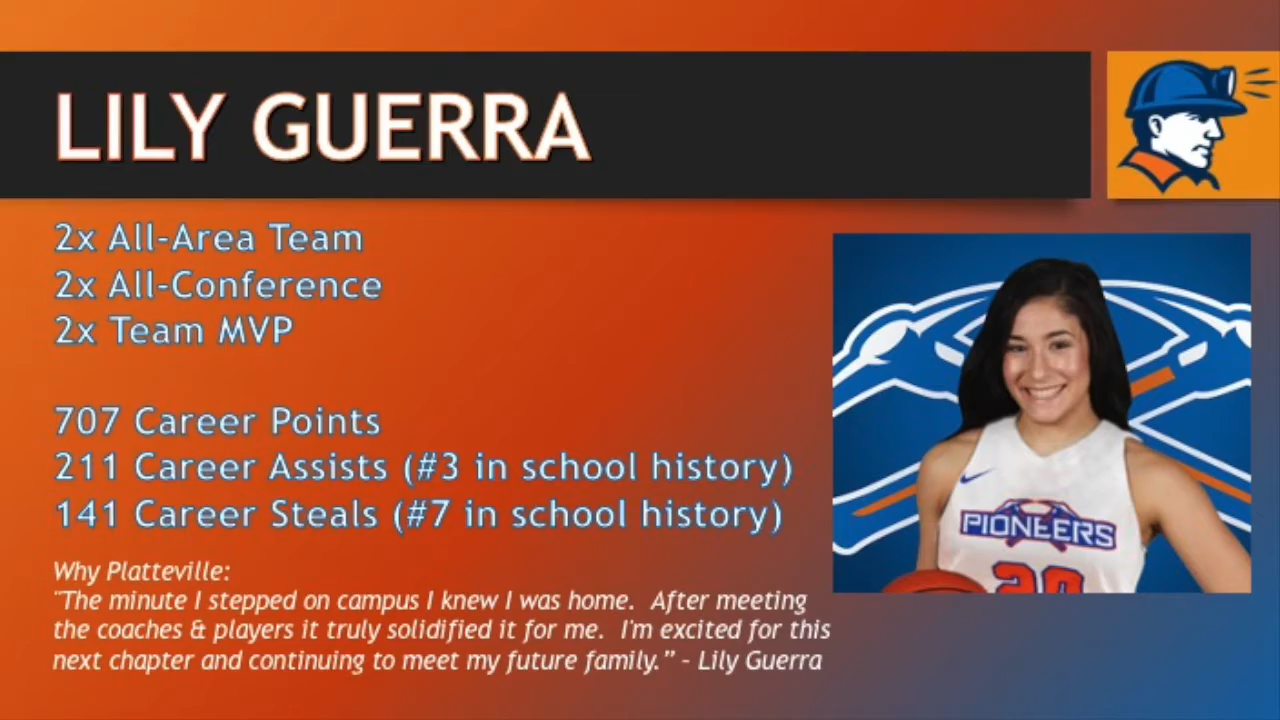 LILY GUERRA
2x All-Area Team
2x All-Conference
2x Team MVP
707 Career Points
211 Career Assists (#3 in school history)
141 Career Steals (#7 in school history)
Why Platteville:
"The minute I stepped on campus I knew I was home.  After meeting
the coaches & players it truly solidified it for me.  I'm excited for this
next chapter and continuing to meet my future family.” – Lily Guerra
PIONEERS
20